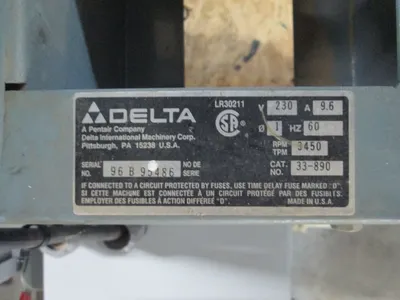 DELTA
A Pentair Company
Delta International Machinery Corp.
Pittsburgh, PA 15238 U.S.A.
LR30211
SA
V 230 A 9.6
Ø 1 HZ 60
RPM
TPM 3450
SERIAL NO. 96 B 95486 NO DE SERIE
CAT. NO. 33-890
IF CONNECTED TO A CIRCUIT PROTECTED BY FUSES, USE TIME DELAY FUSE MARKED "D"
SI CETTE MACHINE EST CONNECTÉE À UN CIRCUIT PROTÉGÉ PAR DES FUSIBLES.
EMPLOYER DES FUSIBLES À ACTION DIFFEREE "D". MADE IN U.S.A.